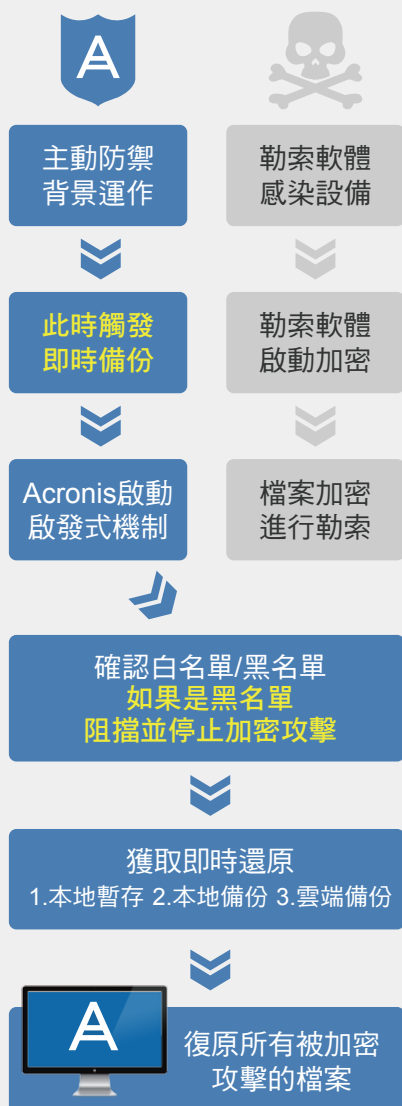 A
主動防禦
背景運作
勒索軟體
感染設備
此時觸發
即時備份
勒索軟體
啟動加密
Acronis啟動
啟發式機制
檔案加密
進行勒索
確認白名單/黑名單
如果是黑名單
阻擋並停止加密攻擊
獲取即時還原
1.本地暫存 2.本地備份 3.雲端備份
A
復原所有被加密
攻擊的檔案